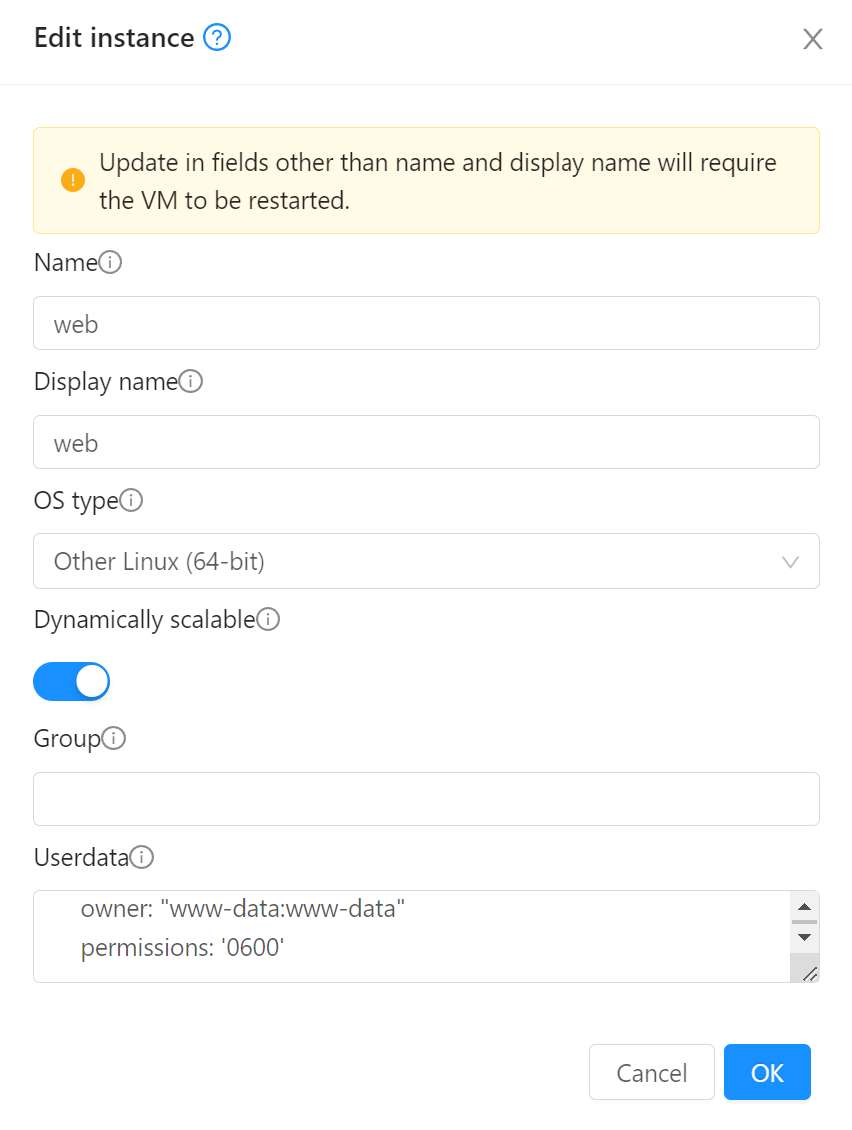 Edit instance
Update in fields other than name and display name will require
the VM to be restarted.
Name
web
Display name
web
OS type
Other Linux (64-bit)
Dynamically scalable
Group
Userdata
owner: "www-data:www-data"
permissions: '0600'
Cancel
OK